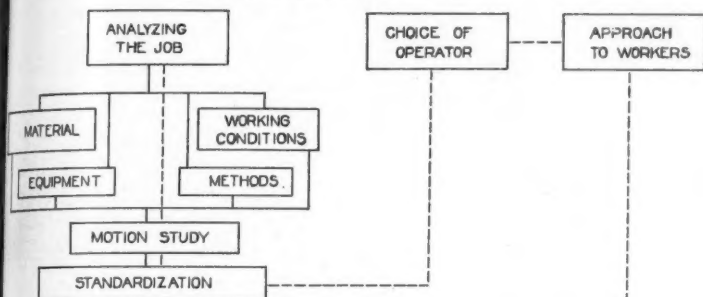 ANALYZING
THE JOB
CHOICE OF
OPERATOR
APPROACH
TO WORKERS
MATERIAL
WORKING
CONDITIONS
EQUIPMENT
METHODS.
MOTION STUDY
STANDARDIZATION